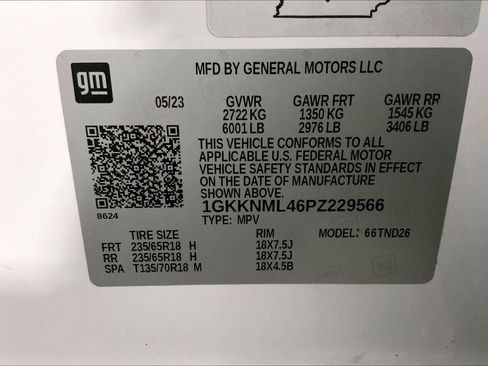 gm
MFD BY GENERAL MOTORS LLC
05/23 GVWR GAWR FRT GAWR RR
2722 KG 1350 KG 1545 KG
6001 LB 2976 LB 3406 LB
THIS VEHICLE CONFORMS TO ALL
APPLICABLE U.S. FEDERAL MOTOR
VEHICLE SAFETY STANDARDS IN EFFECT
ON THE DATE OF MANUFACTURE
SHOWN ABOVE.
8624
1GKKNML46PZ229566
TYPE: MPV
TIRE SIZE RIM MODEL: 66TND26
FRT 235/65R18 H 18X7.5J
RR 235/65R18 H 18X7.5J
SPA T135/70R18 M 18X4.5B